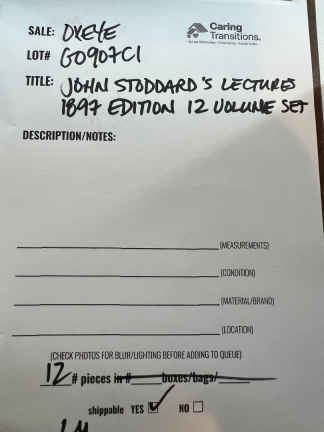 SALE: OXEYE
Caring Transitions.
LOT# G0907C1
TITLE: JOHN STODDARD'S LECTURES
1897 EDITION 12 VOLUME SET
DESCRIPTION/NOTES:
(MEASUREMENTS)
(CONDITION)
(MATERIAL/BRAND)
(LOCATION)
(CHECK PHOTOS FOR BLUR/LIGHTING BEFORE ADDING TO QUEUE)
12 # pieces in # boxes/bags/
shippable YES NO